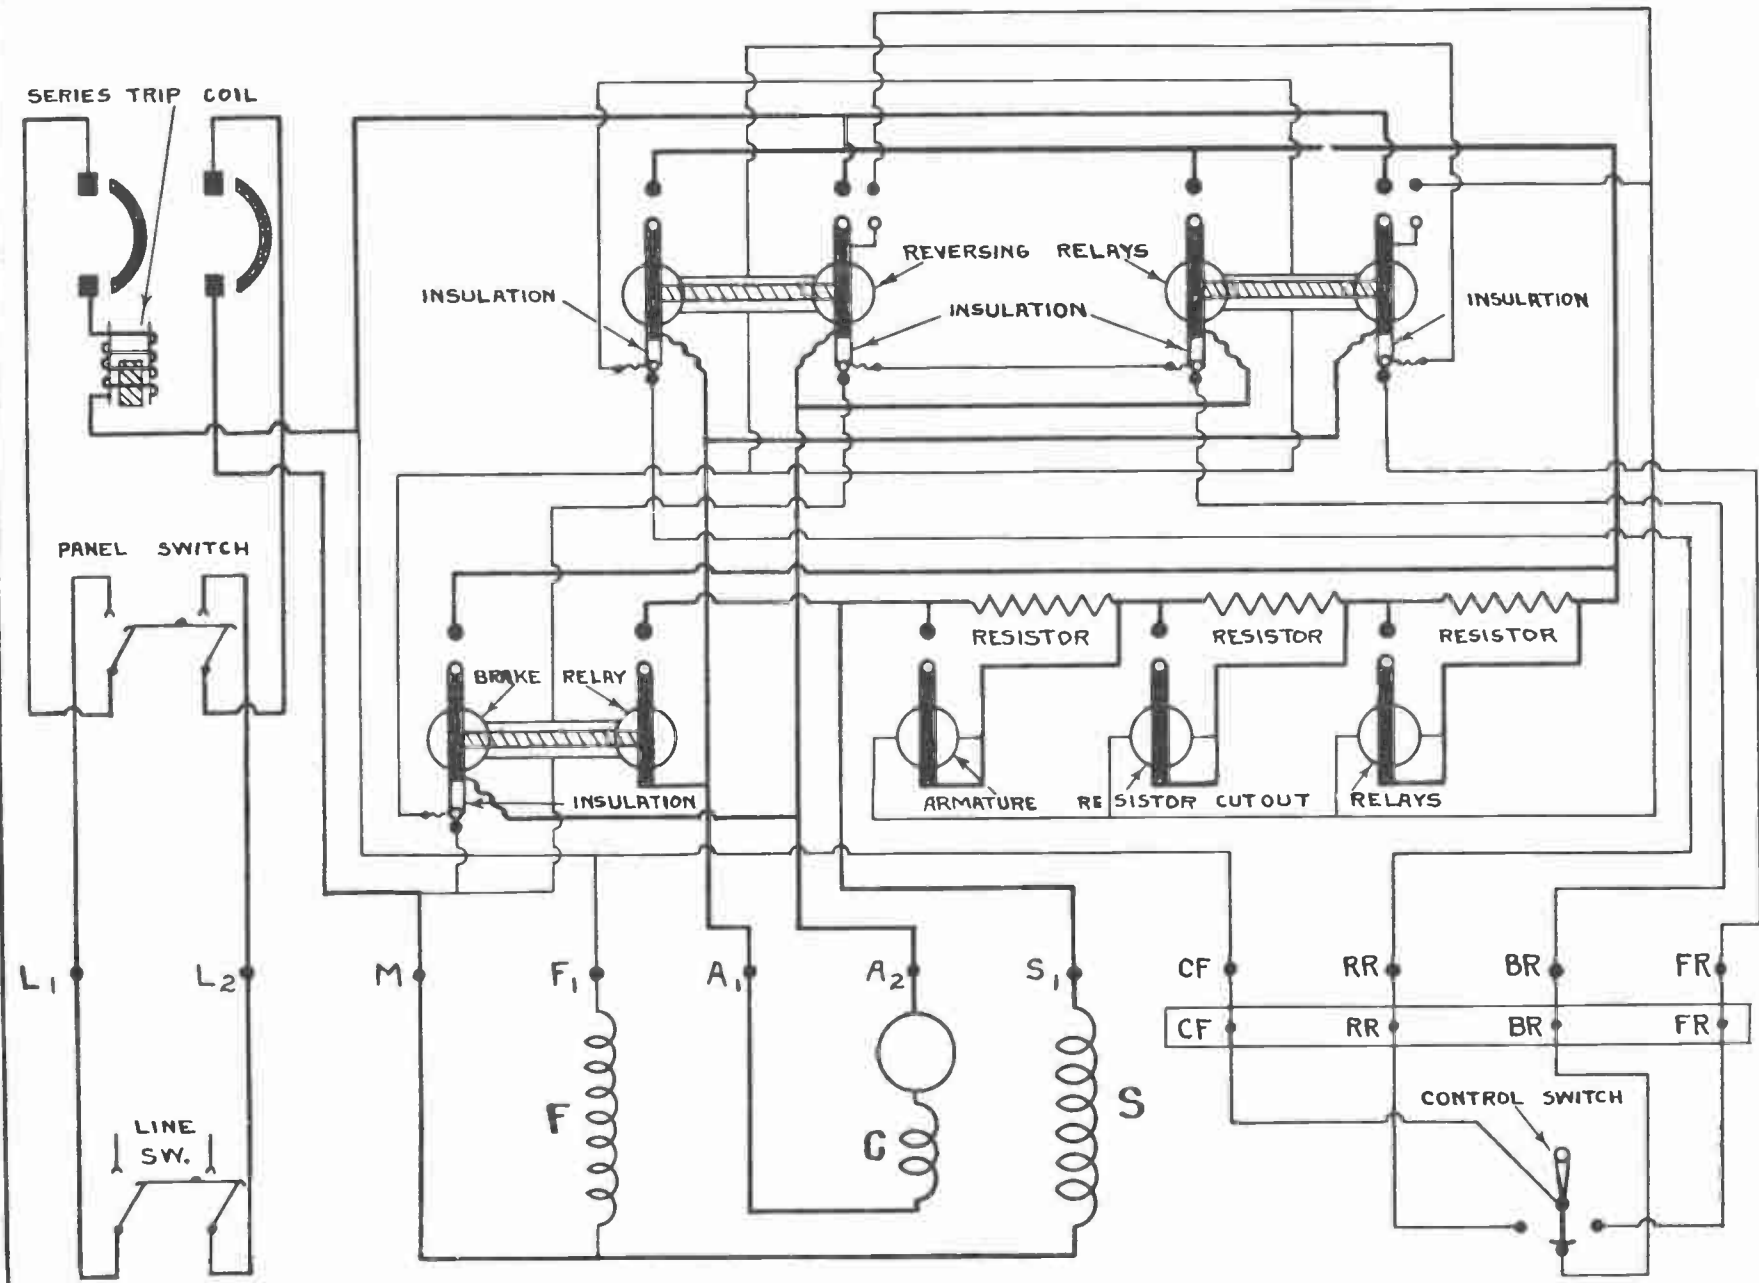 SERIES TRIP COIL
REVERSING RELAYS
INSULATION
INSULATION
INSULATION
PANEL SWITCH
RESISTOR
RESISTOR
RESISTOR
BRAKE RELAY
INSULATION
ARMATURE RESISTOR CUTOUT RELAYS
L1
L2
M
F1
A1
A2
S1
CF
RR
BR
FR
CF
RR
BR
FR
CONTROL SWITCH
F
C
S
LINE
SW.